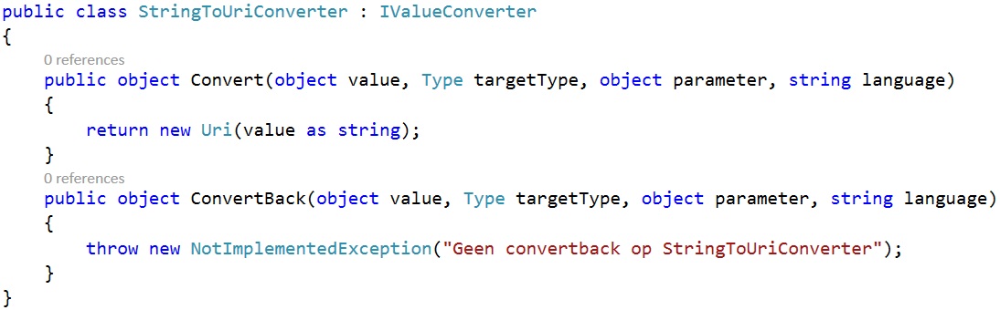 public class StringToUriConverter : IValueConverter
{
0 references
public object Convert(object value, Type targetType, object parameter, string language)
{
return new Uri(value as string);
}
0 references
public object ConvertBack(object value, Type targetType, object parameter, string language)
{
throw new NotImplementedException("Geen convertback op StringToUriConverter");
}
}